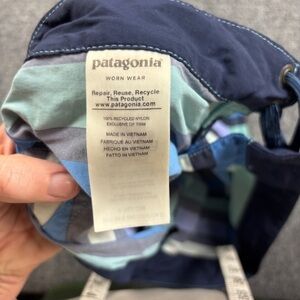 patagonia
WORN WEAR
Repair, Reuse, Recycle
This Product
www.patagonia.com
100% RECYCLED NYLON
EXCLUSIVE OF TRIM
MADE IN VIETNAM
FABRIQUÉ AU VIETNAM
HECHO EN VIETNAM
FATTO IN VIETNAM